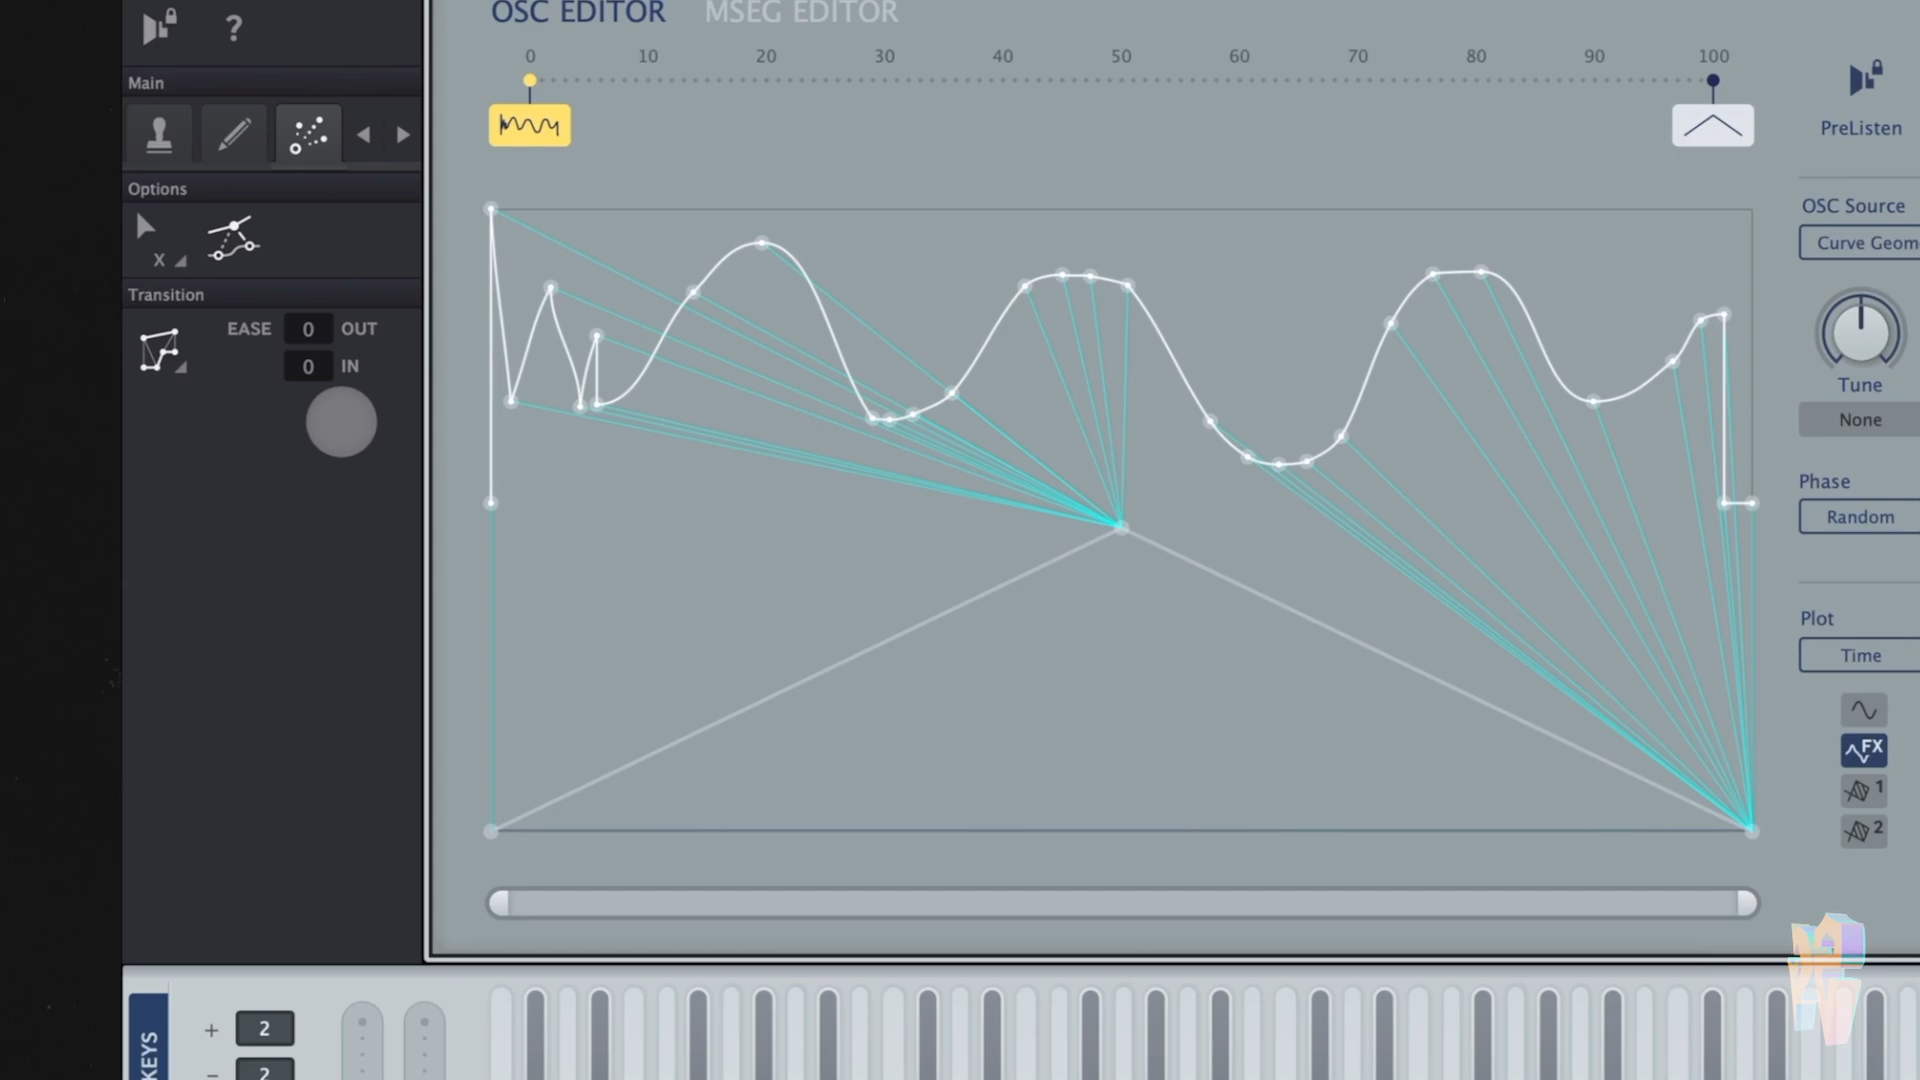 OSC EDITOR
MSEG EDITOR
0 10 20 30 40 50 60 70 80 90 100
?
Main
PreListen
Options
X
OSC Source
Curve Geom
Transition
EASE 0 OUT
0 IN
Tune
None
Phase
Random
Plot
Time
FX
1
2
KEYS
+ 2
- 2